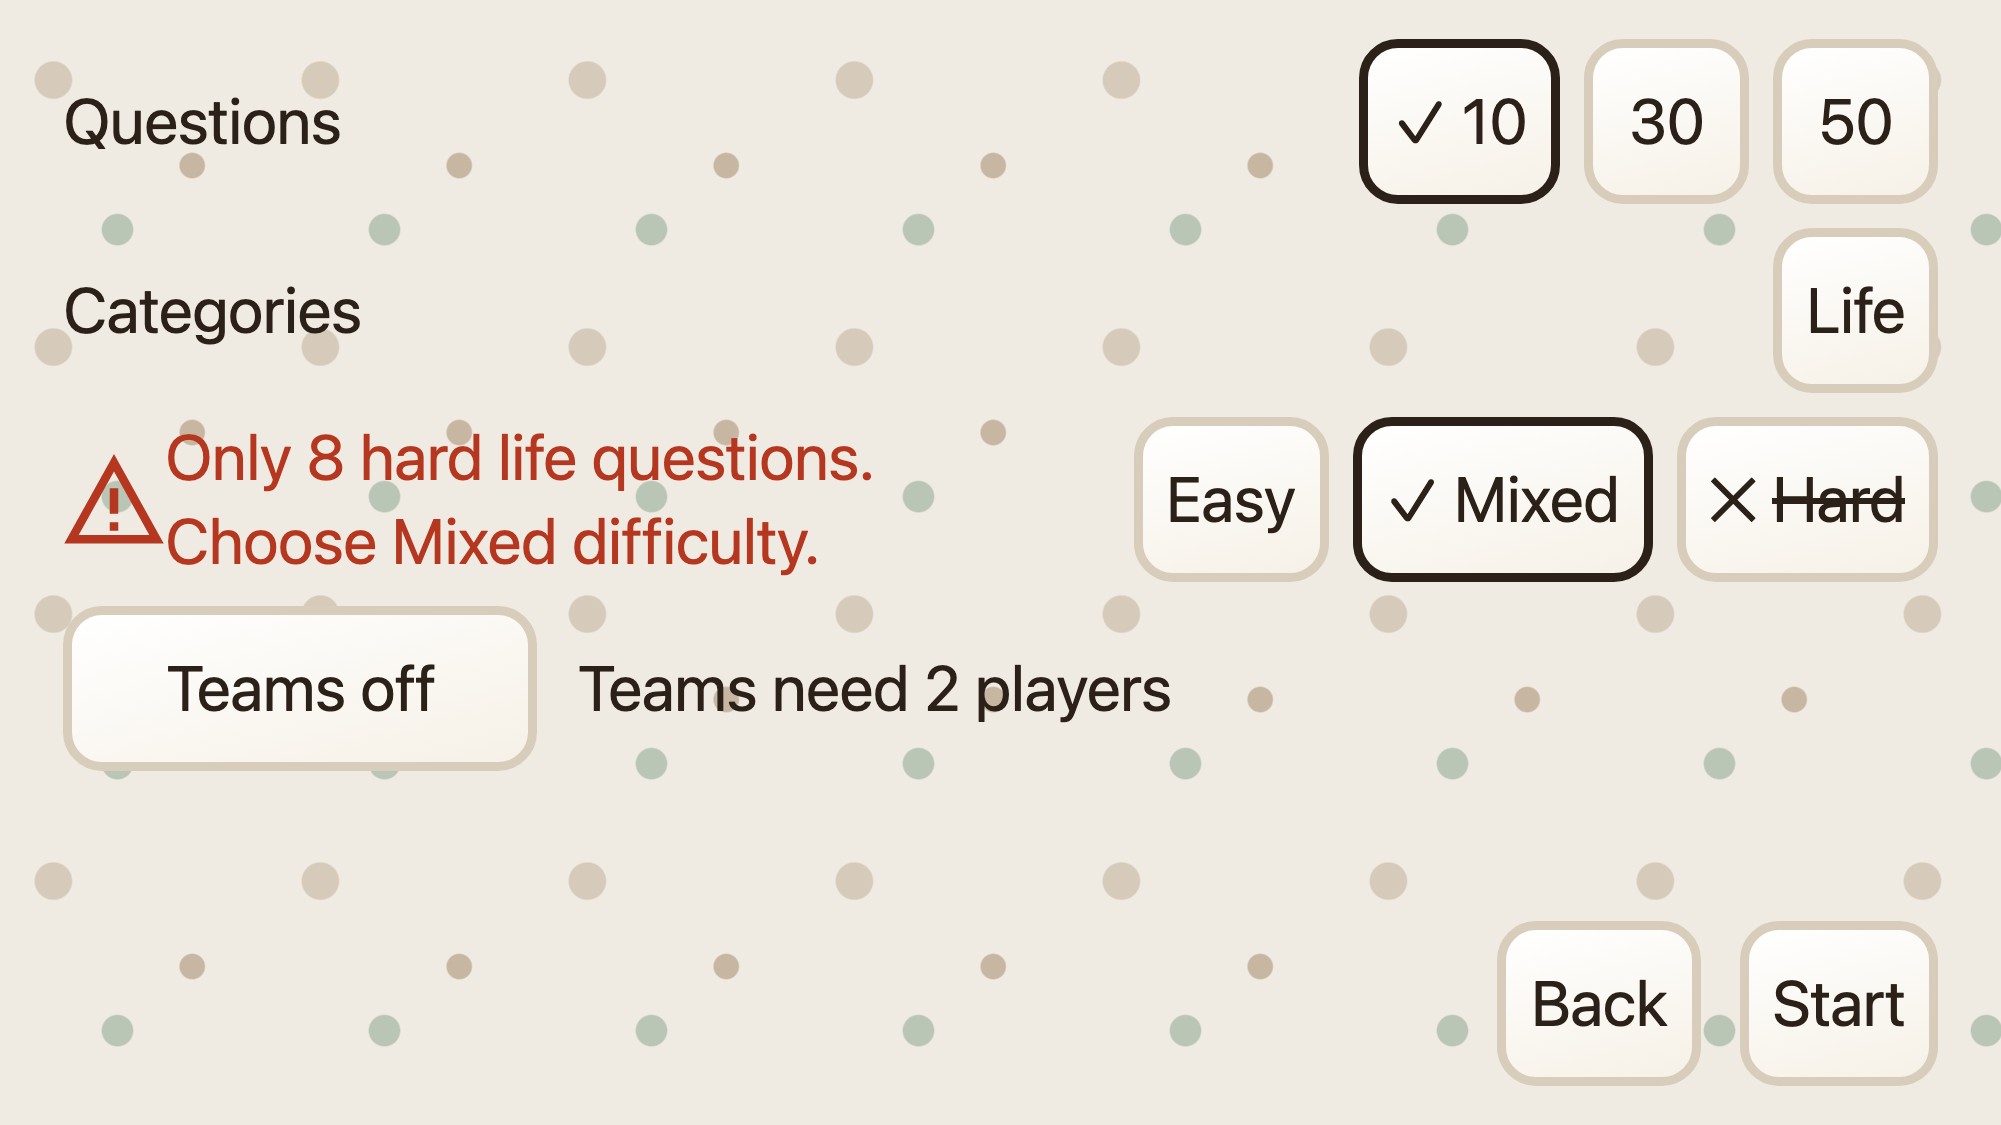 Questions
✓ 10
30
50
Categories
Life
Only 8 hard life questions.
Choose Mixed difficulty.
Easy
✓ Mixed
× Hard
Teams off
Teams need 2 players
Back
Start